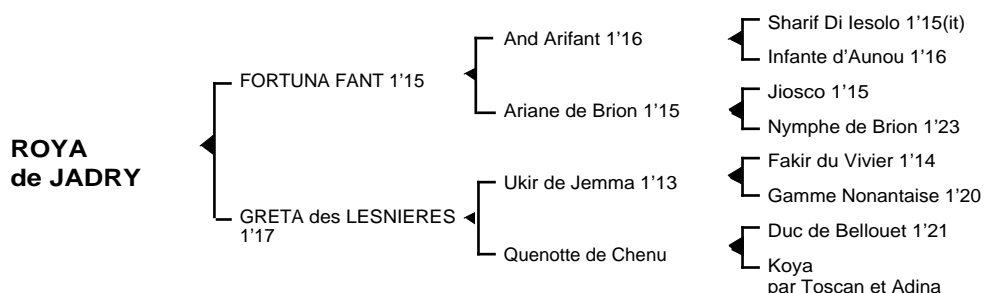 ROYA
de JADRY
FORTUNA FANT 1’15
GRETA des LESNIERES
1’17
And Arifant 1’16
Ariane de Brion 1’15
Ukir de Jemma 1’13
Quenotte de Chenu
Sharif Di Iesolo 1’15(it)
Infante d’Aunou 1’16
Jiosco 1’15
Nymphe de Brion 1’23
Fakir du Vivier 1’14
Gamme Nonantaise 1’20
Duc de Bellouet 1’21
Koya
par Toscan et Adina